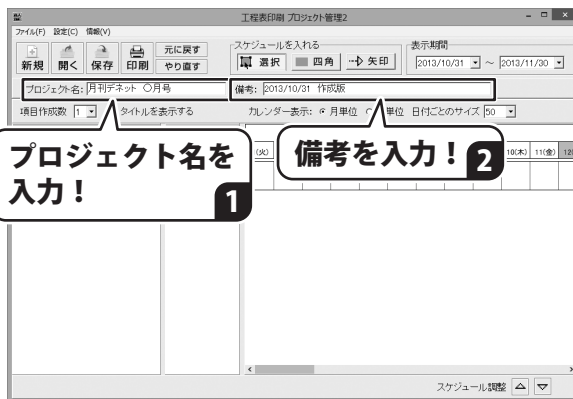 工程表印刷 プロジェクト管理2
ファイル(F) 設定(C) 情報(V)
新規 開く 保存 印刷 元に戻す やり直す
スケジュールを入れる
選択 四角 矢印
表示期間
2013/10/31 ～ 2013/11/30
プロジェクト名: 月刊デネット 〇月号
備考: 2013/10/31 作成版
項目作成数 1 タイトルを表示する カレンダー表示: 月単位 単位 日付ごとのサイズ 50
(火) 10(木) 11(金)
プロジェクト名を
入力！ 1
備考を入力！ 2
スケジュール調整